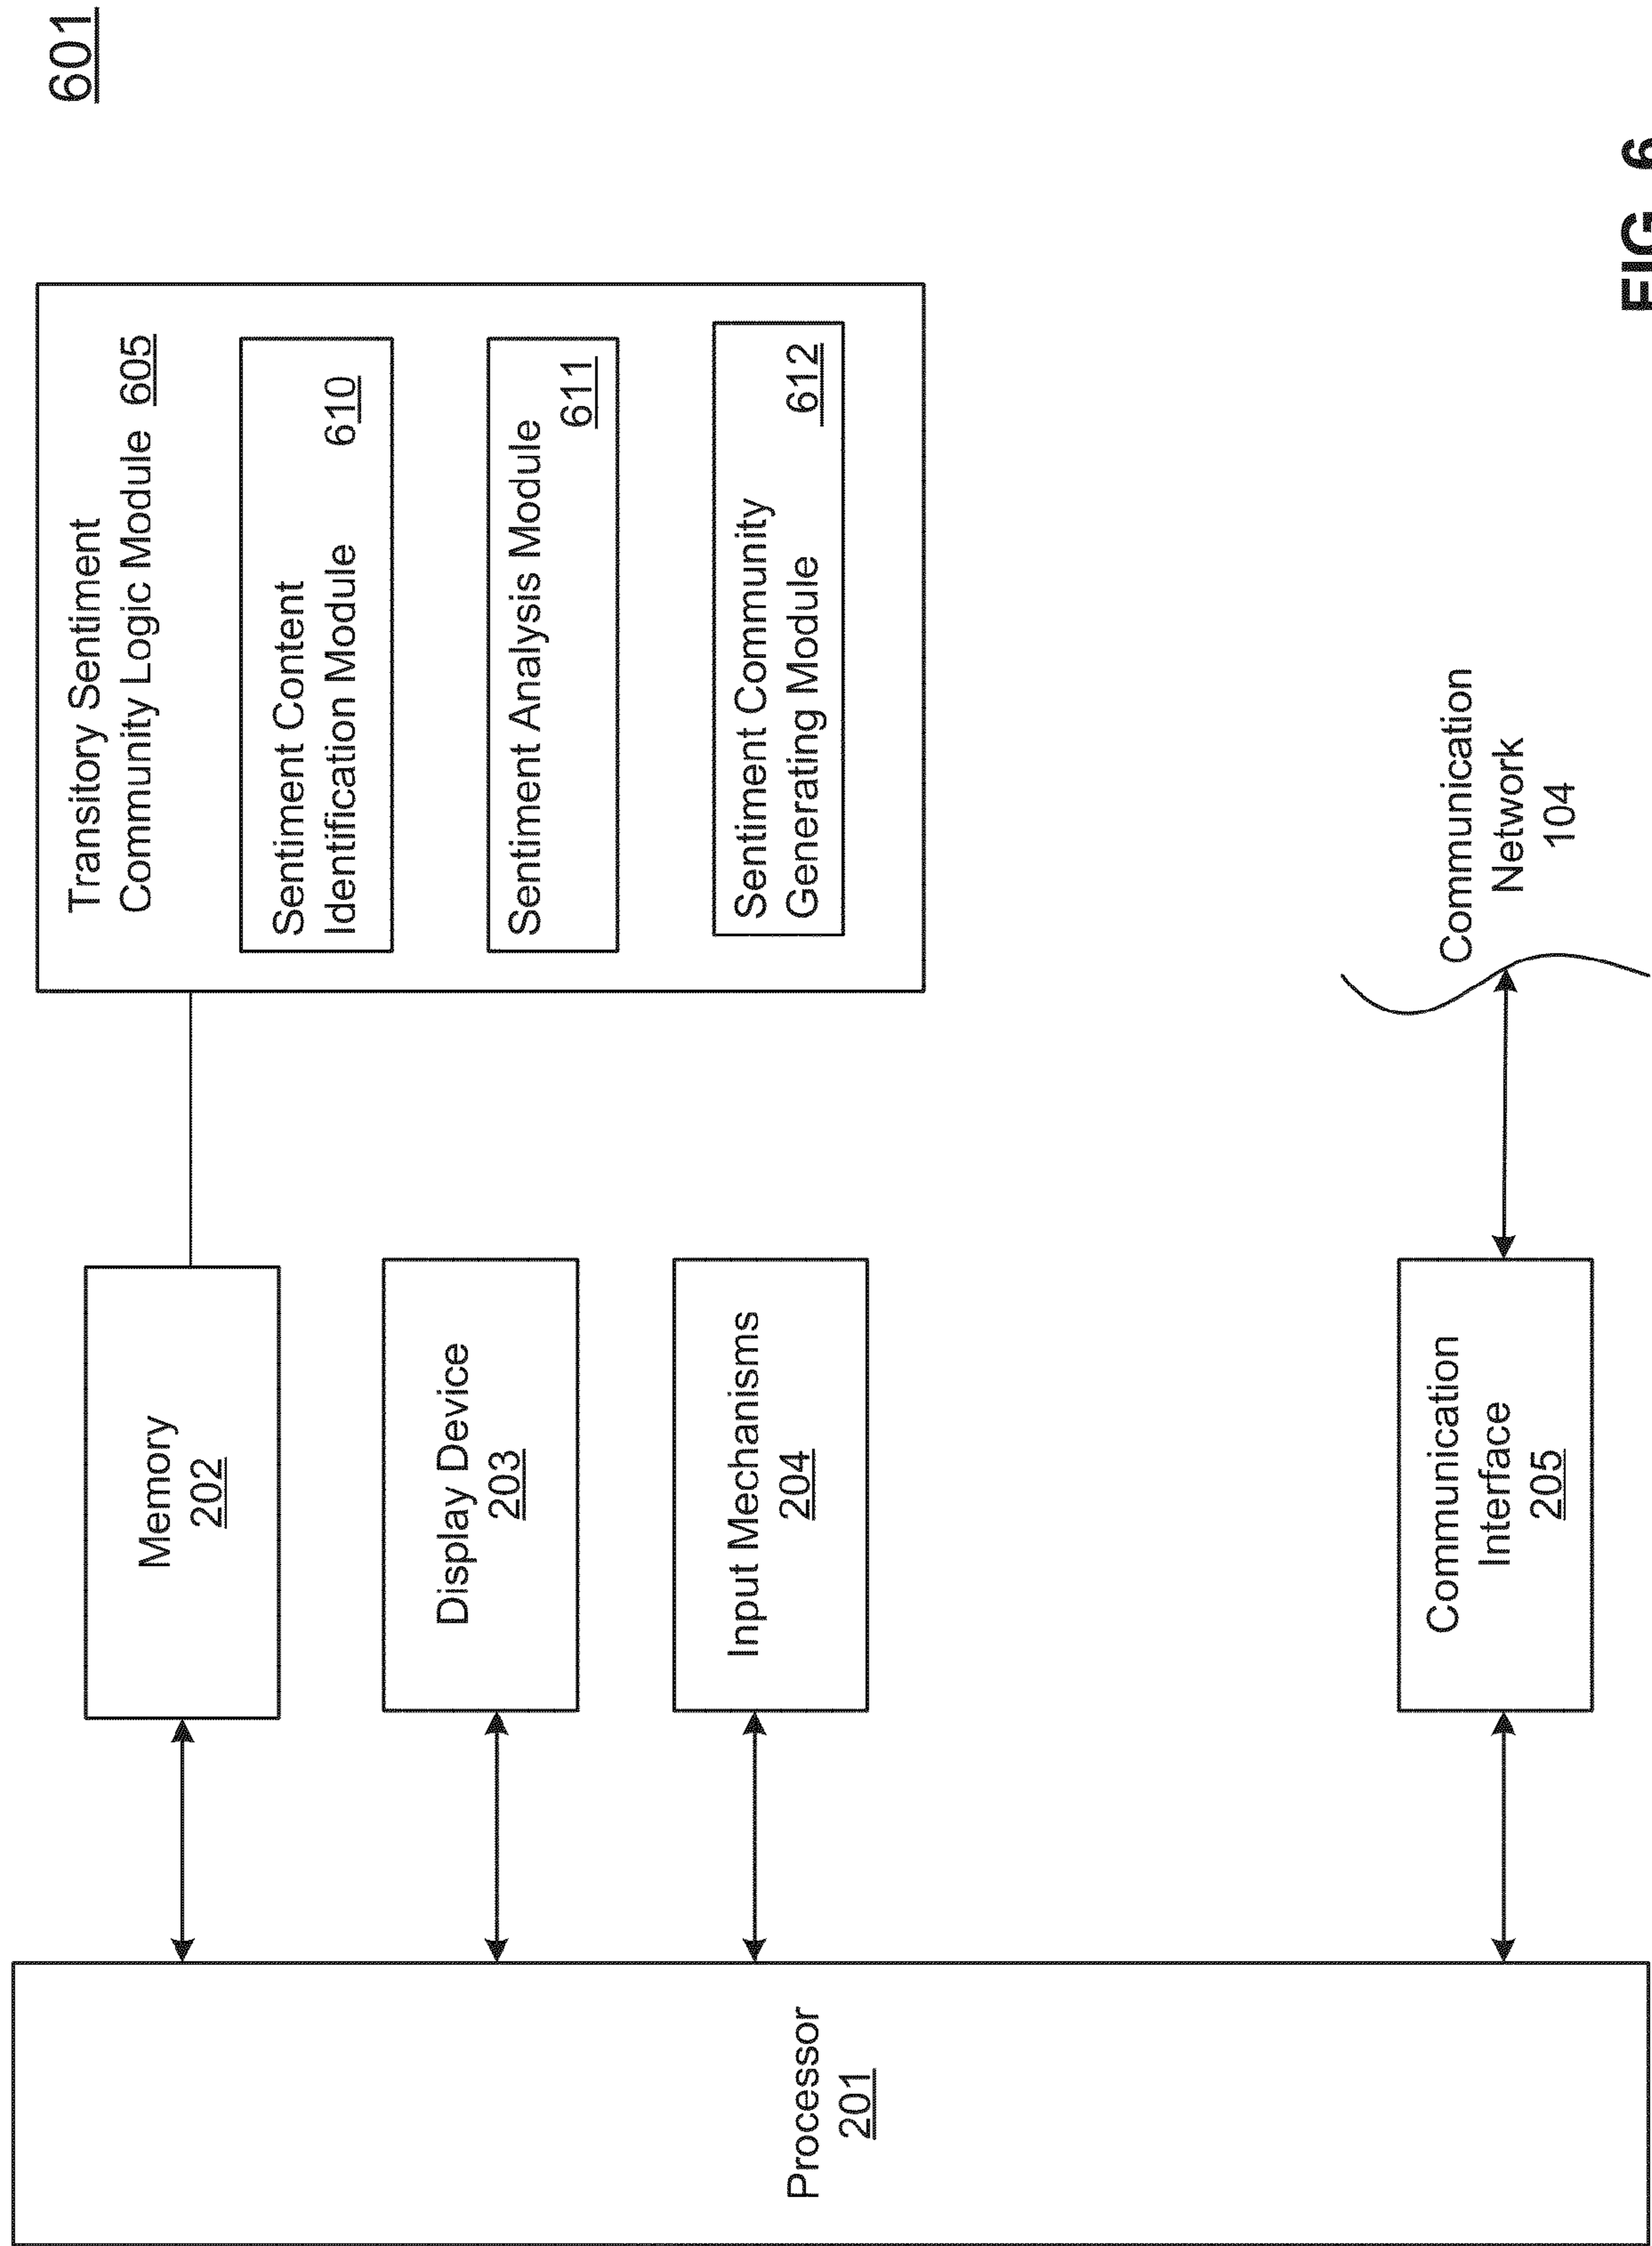 601
Transitory Sentiment
Community Logic Module 605
Sentiment Content
Identification Module 610
Sentiment Analysis Module
611
Sentiment Community
Generating Module 612
Memory
202
Display Device
203
Input Mechanisms
204
Communication
Interface
205
Communication
Network
104
Processor
201
FIG. 6